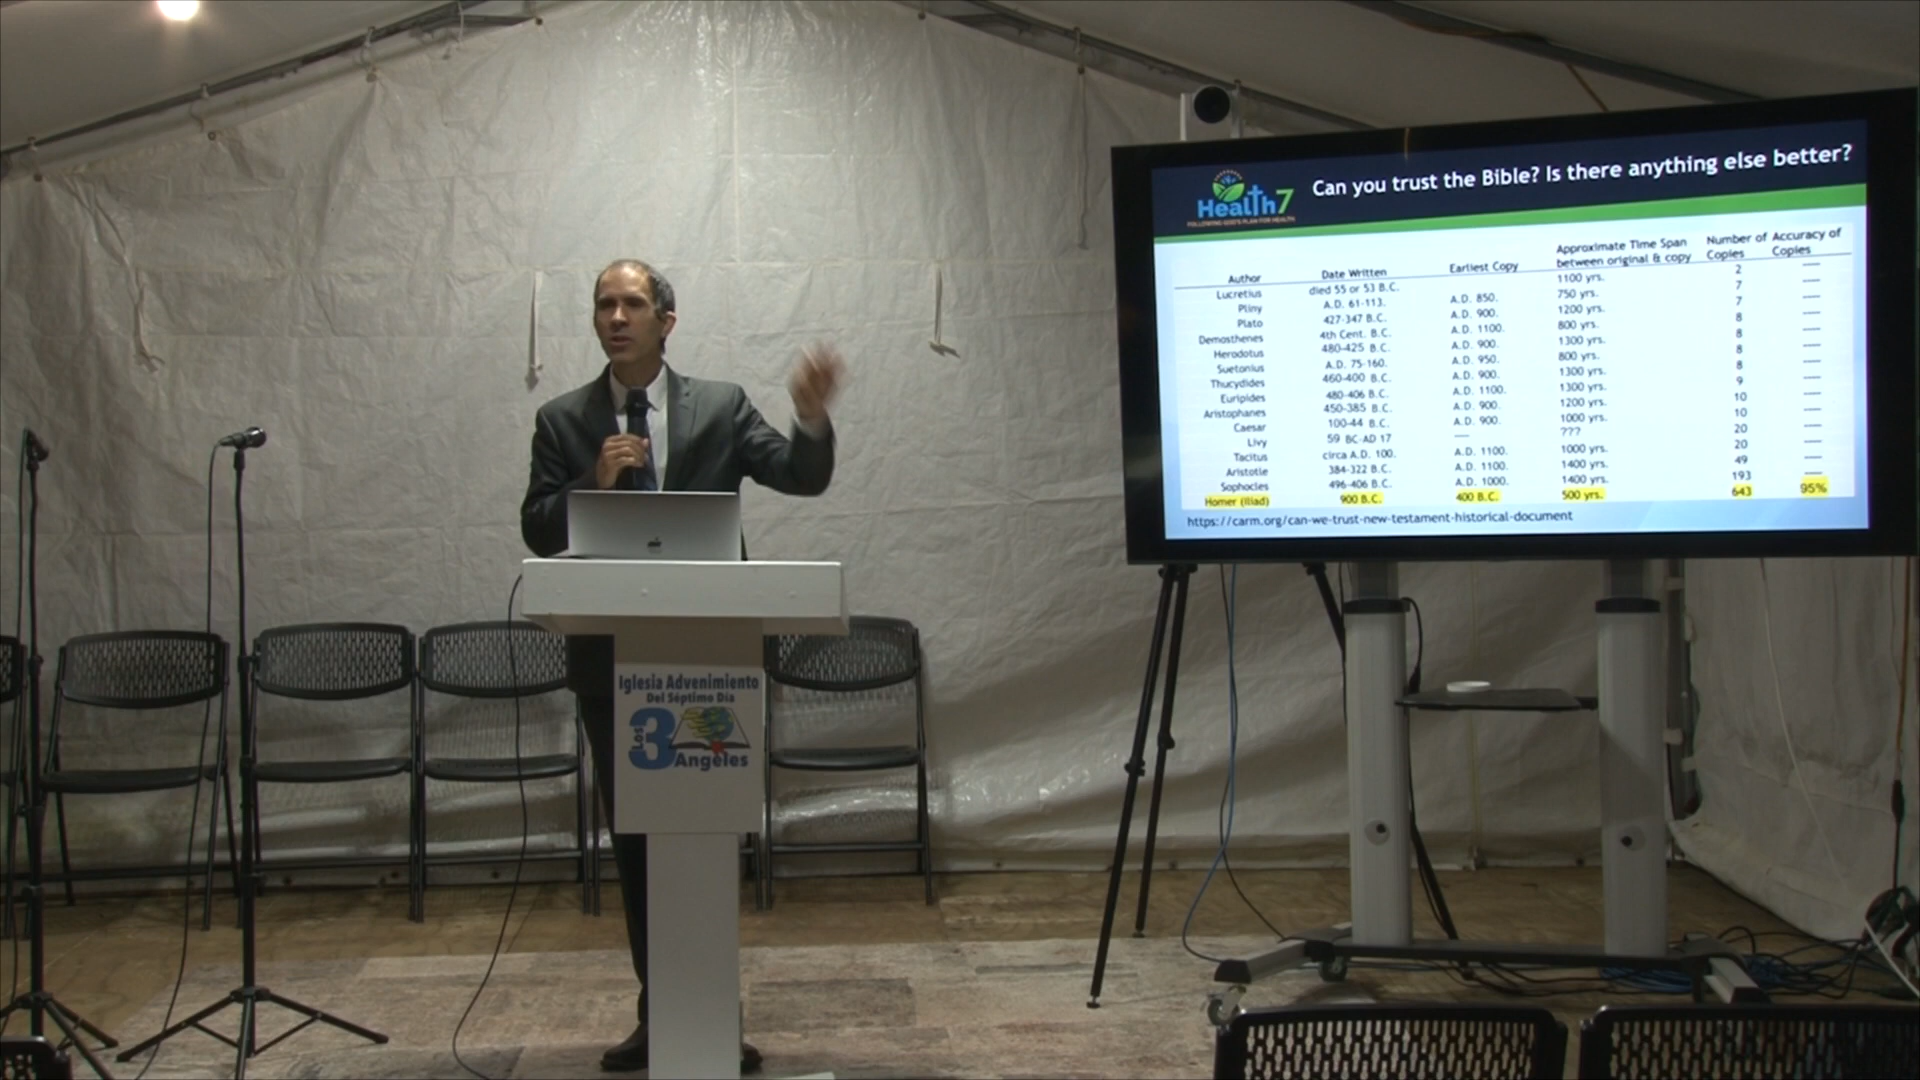 Health7
FOLLOWING GOD'S PLAN FOR HEALTH
Can you trust the Bible? Is there anything else better?
Author Date Written Earliest Copy Approximate Time Span between original & copy Number of Copies Accuracy of Copies
Lucretius died 55 or 53 B.C. 1100 yrs. 2 ----
Pliny A.D. 61-113. A.D. 850. 750 yrs. 7 ----
Plato 427-347 B.C. A.D. 900. 1200 yrs. 7 ----
Demosthenes 4th Cent. B.C. A.D. 1100. 800 yrs. 8 ----
Herodotus 480-425 B.C. A.D. 900. 1300 yrs. 8 ----
Suetonius A.D. 75-160. A.D. 950. 800 yrs. 8 ----
Thucydides 460-400 B.C. A.D. 900. 1300 yrs. 8 ----
Euripides 480-406 B.C. A.D. 1100. 1300 yrs. 9 ----
Aristophanes 450-385 B.C. A.D. 900. 1200 yrs. 10 ----
Caesar 100-44 B.C. A.D. 900. 1000 yrs. 10 ----
Livy 59 BC-AD 17 ---- ??? 20 ----
Tacitus circa A.D. 100. A.D. 1100. 1000 yrs. 20 ----
Aristotle 384-322 B.C. A.D. 1100. 1400 yrs. 49 ----
Sophocles 496-406 B.C. A.D. 1000. 1400 yrs. 193 ----
Homer (Iliad) 900 B.C. 400 B.C. 500 yrs. 643 95%
https://carm.org/can-we-trust-new-testament-historical-document
Iglesia Advenimiento
Del Séptimo Día
Los 3
Angeles